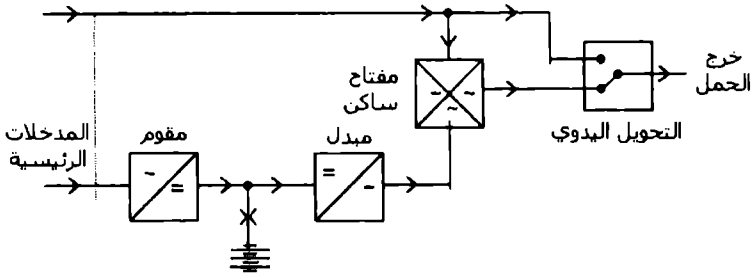 خرج
الحمل
مفتاح
ساكن
التحويل اليدوي
المدخلات
الرئيسية
مقوم
مبدل